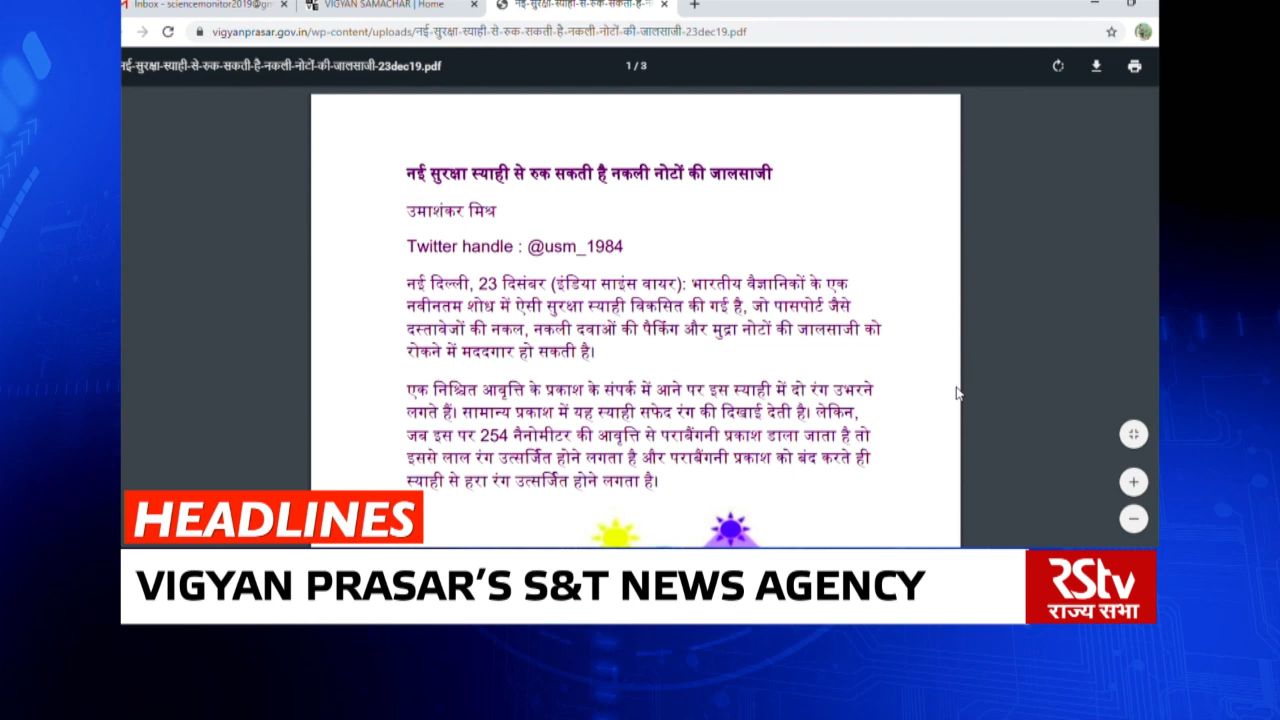 Inbox - sciencemonitor2019@gm
VIGYAN SAMACHAR | Home
नई-सुरक्षा-स्याही-से-रुक-सकती-है-न
vigyanprasar.gov.in/wp-content/uploads/नई-सुरक्षा-स्याही-से-रुक-सकती-है-नकली-नोटों-की-जालसाजी-23dec19.pdf
नई-सुरक्षा-स्याही-से-रुक-सकती-है-नकली-नोटों-की-जालसाजी-23dec19.pdf
1 / 3
नई सुरक्षा स्याही से रुक सकती है नकली नोटों की जालसाजी
उमाशंकर मिश्र
Twitter handle : @usm_1984
नई दिल्ली, 23 दिसंबर (इंडिया साइंस वायर): भारतीय वैज्ञानिकों के एक
नवीनतम शोध में ऐसी सुरक्षा स्याही विकसित की गई है, जो पासपोर्ट जैसे
दस्तावेजों की नकल, नकली दवाओं की पैकिंग और मुद्रा नोटों की जालसाजी को
रोकने में मददगार हो सकती है।
एक निश्चित आवृत्ति के प्रकाश के संपर्क में आने पर इस स्याही में दो रंग उभरने
लगते हैं। सामान्य प्रकाश में यह स्याही सफेद रंग की दिखाई देती है। लेकिन,
जब इस पर 254 नैनोमीटर की आवृत्ति से पराबैंगनी प्रकाश डाला जाता है तो
इससे लाल रंग उत्सर्जित होने लगता है और पराबैंगनी प्रकाश को बंद करते ही
स्याही से हरा रंग उत्सर्जित होने लगता है।
HEADLINES
VIGYAN PRASAR'S S&T NEWS AGENCY
RStv
राज्य सभा